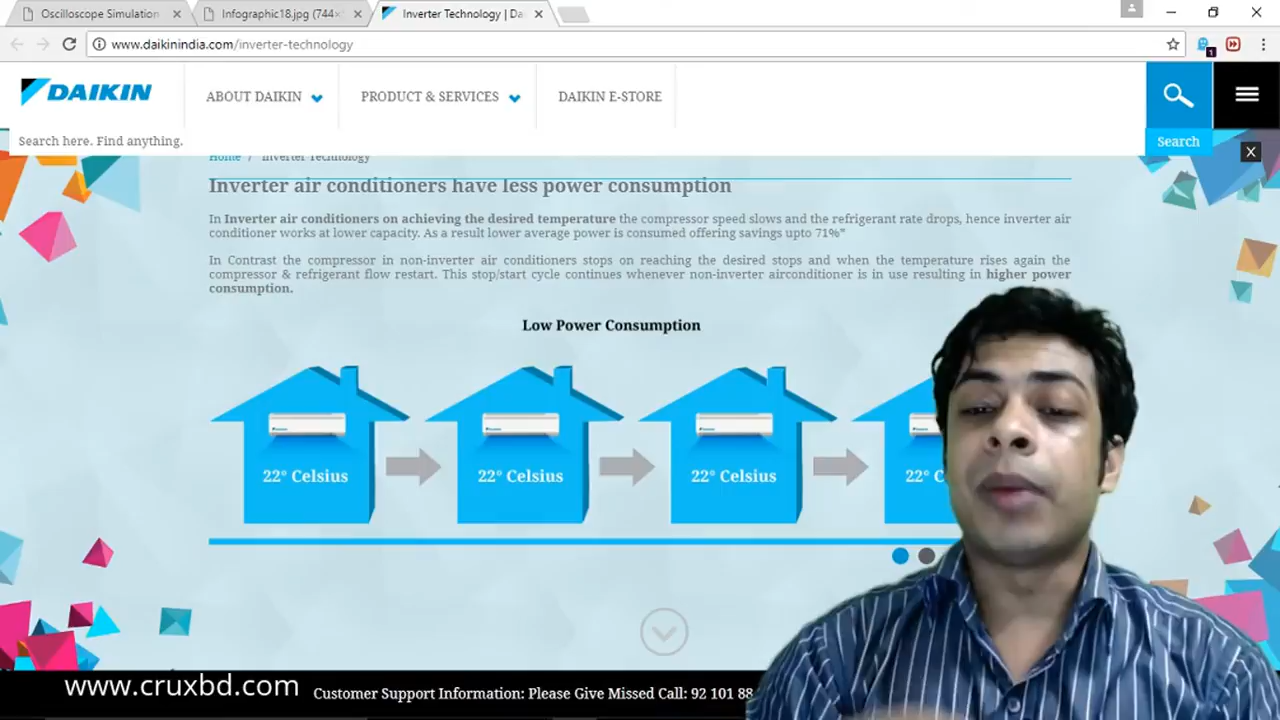 Oscilloscope Simulation
Infographic18.jpg (744×
Inverter Technology | Da
www.daikinindia.com/inverter-technology
1
DAIKIN
ABOUT DAIKIN
PRODUCT & SERVICES
DAIKIN E-STORE
Search here. Find anything.
Search
Home / Inverter Technology
Inverter air conditioners have less power consumption
In Inverter air conditioners on achieving the desired temperature the compressor speed slows and the refrigerant rate drops, hence inverter air
conditioner works at lower capacity. As a result lower average power is consumed offering savings upto 71%*
In Contrast the compressor in non-inverter air conditioners stops on reaching the desired stops and when the temperature rises again the
compressor & refrigerant flow restart. This stop/start cycle continues whenever non-inverter airconditioner is in use resulting in higher power
consumption.
Low Power Consumption
22° Celsius
22° Celsius
22° Celsius
22° C
www.cruxbd.com
Customer Support Information: Please Give Missed Call: 92 101 88